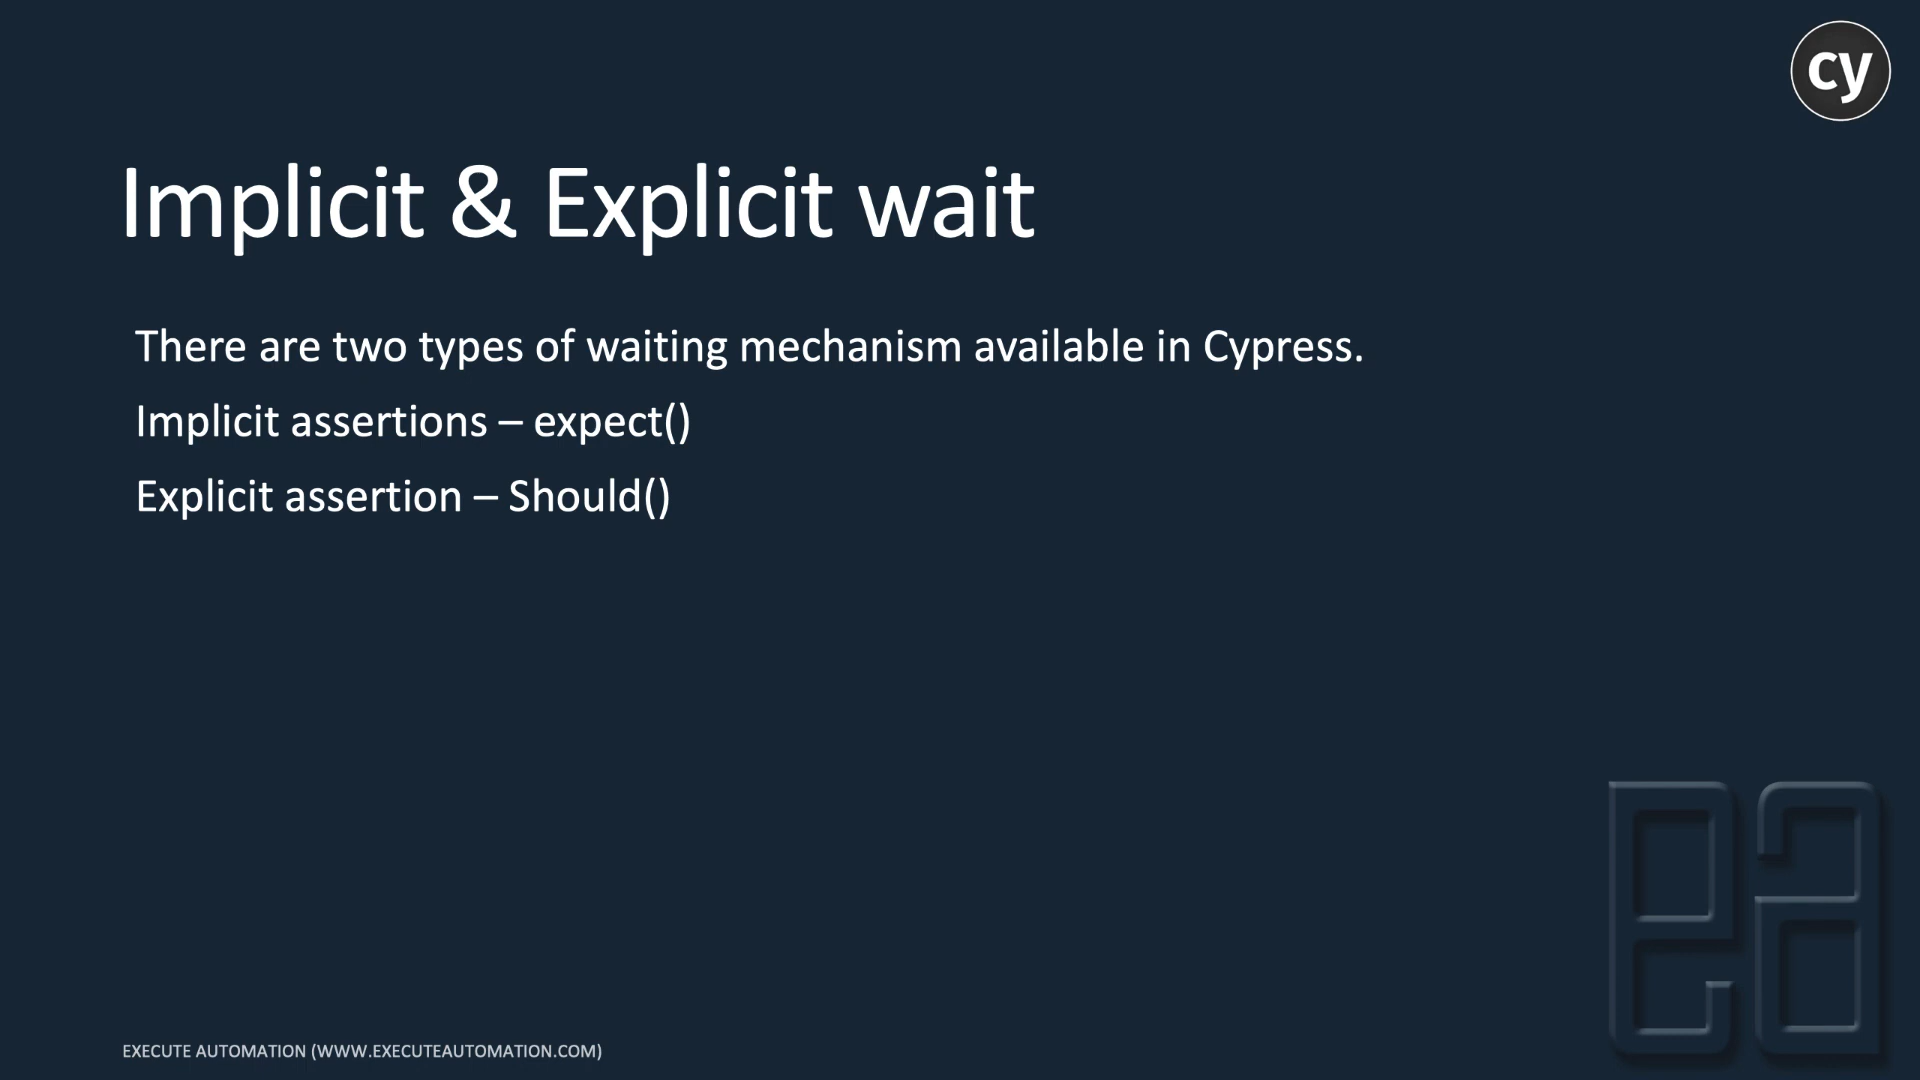 cy
Implicit & Explicit wait
There are two types of waiting mechanism available in Cypress.
Implicit assertions – expect()
Explicit assertion – Should()
ea
EXECUTE AUTOMATION (WWW.EXECUTEAUTOMATION.COM)